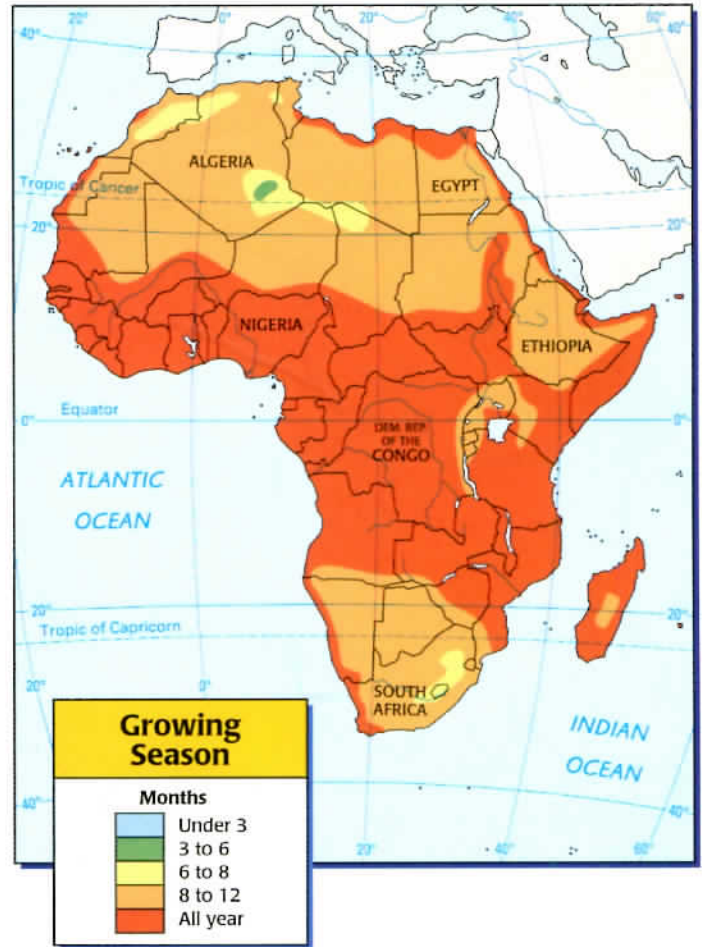 40°
20°
0°
20°
40°
60°
40°
ALGERIA
Tropic of Cancer
EGYPT
20°
20°
NIGERIA
ETHIOPIA
Equator
0°
0°
DEM. REP.
OF THE
CONGO
ATLANTIC
OCEAN
20°
20°
Tropic of Capricorn
20°
0°
SOUTH
AFRICA
INDIAN
OCEAN
Growing
Season
Months
Under 3
3 to 6
6 to 8
8 to 12
All year
40°
40°
20°
40°
60°